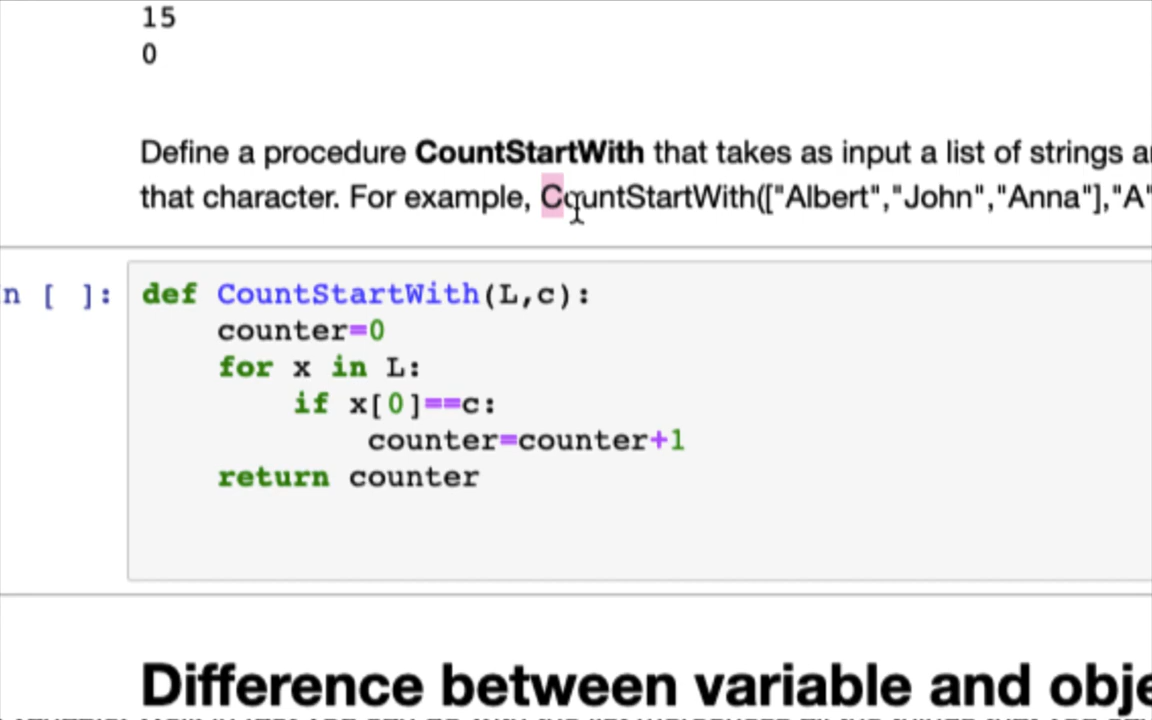 15
0
Define a procedure CountStartWith that takes as input a list of strings a
that character. For example, CountStartWith(["Albert","John","Anna"],"A"
n [ ]:
def CountStartWith(L,c):
counter=0
for x in L:
if x[0]==c:
counter=counter+1
return counter
Difference between variable and obje